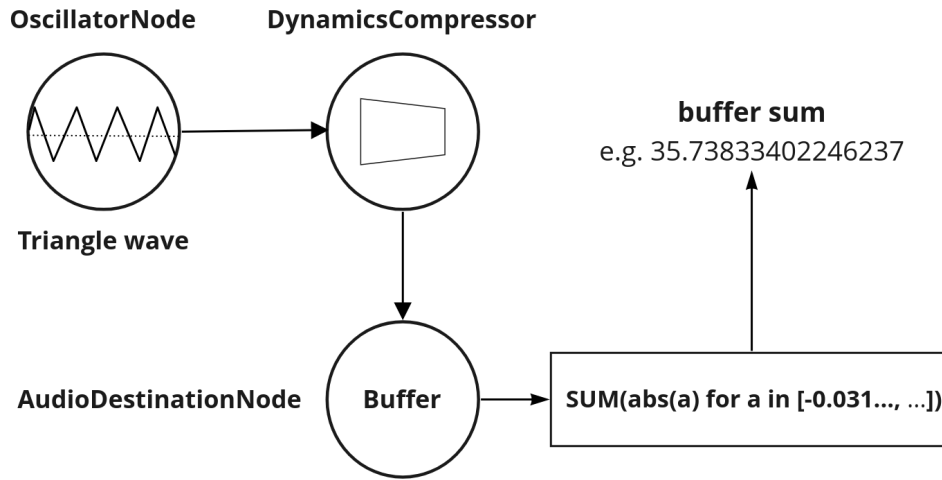 OscillatorNode
DynamicsCompressor
Triangle wave
buffer sum
e.g. 35.73833402246237
AudioDestinationNode
Buffer
SUM(abs(a) for a in [-0.031..., ...])